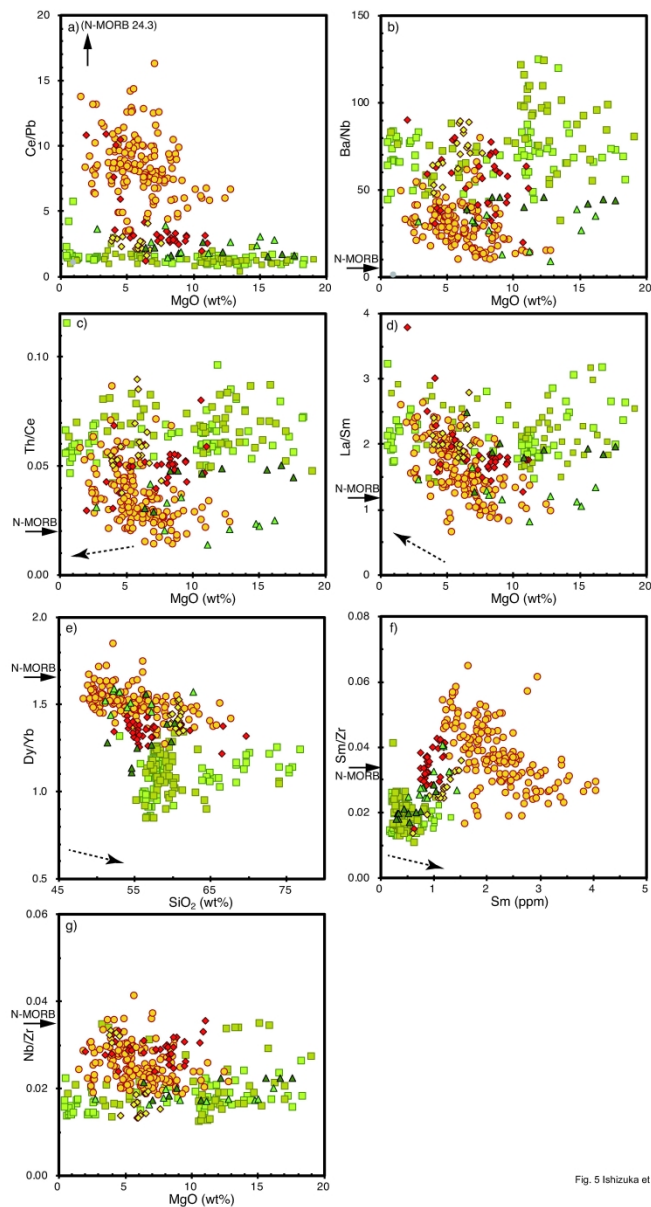 20
a)
(N-MORB 24.3)
15
10
5
0
Ce/Pb
0 5 10 15 20
MgO (wt%)
150
b)
100
50
0
Ba/Nb
N-MORB
0 5 10 15 20
MgO (wt%)
c)
0.10
0.05
0.00
Th/Ce
N-MORB
0 5 10 15 20
MgO (wt%)
4
d)
3
2
1
0
La/Sm
N-MORB
0 5 10 15 20
MgO (wt%)
2.0
e)
N-MORB
1.5
1.0
0.5
Dy/Yb
45 55 65 75
SiO2 (wt%)
0.08
f)
0.06
0.04
0.02
0.00
Sm/Zr
N-MORB
0 1 2 3 4 5
Sm (ppm)
0.06
g)
0.04
N-MORB
0.02
0.00
Nb/Zr
0 5 10 15 20
MgO (wt%)
Fig. 5 Ishizuka et